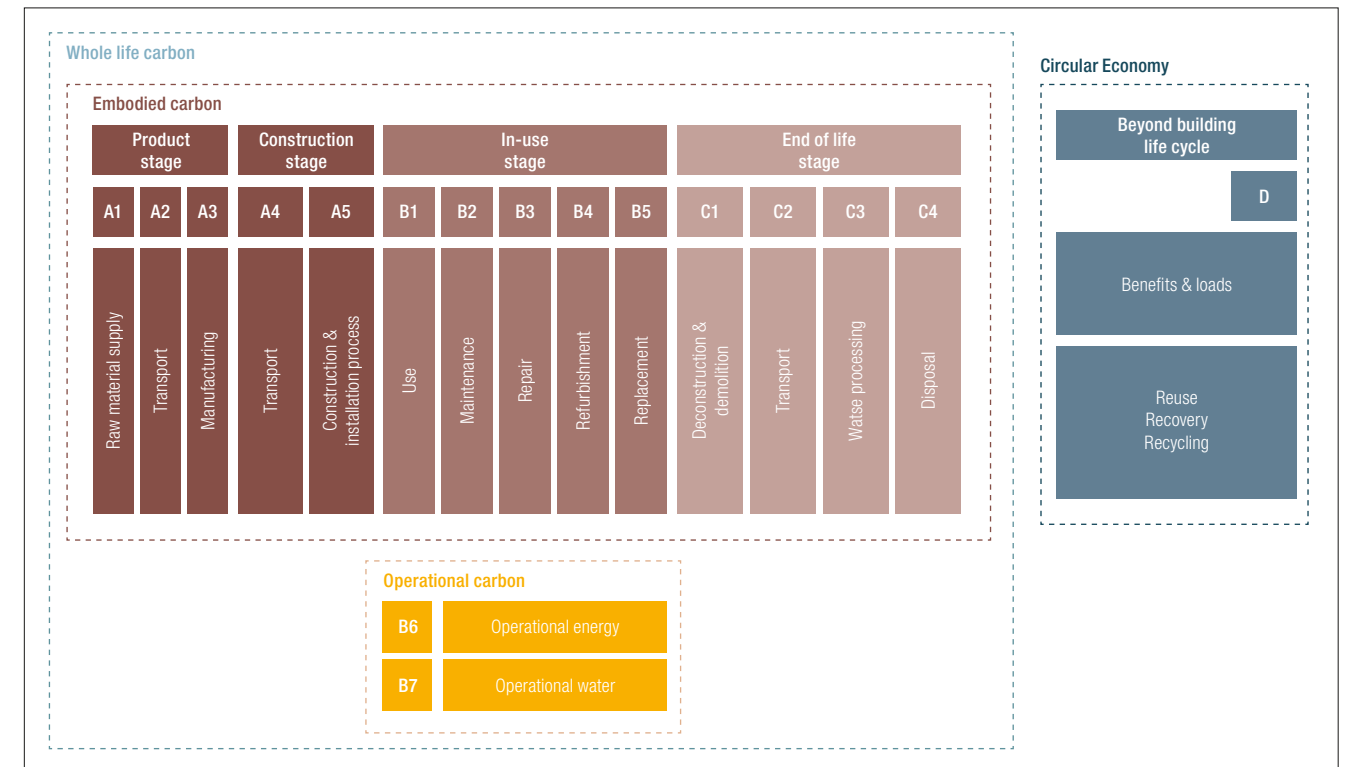 Whole life carbon
Circular Economy
Embodied carbon
Product
stage
Construction
stage
In-use
stage
End of life
stage
Beyond building
life cycle
A1
A2
A3
A4
A5
B1
B2
B3
B4
B5
C1
C2
C3
C4
D
Raw material supply
Transport
Manufacturing
Transport
Construction &
installation process
Use
Maintenance
Repair
Refurbishment
Replacement
Deconstruction &
demolition
Transport
Watse processing
Disposal
Benefits & loads
Reuse
Recovery
Recycling
Operational carbon
B6
Operational energy
B7
Operational water